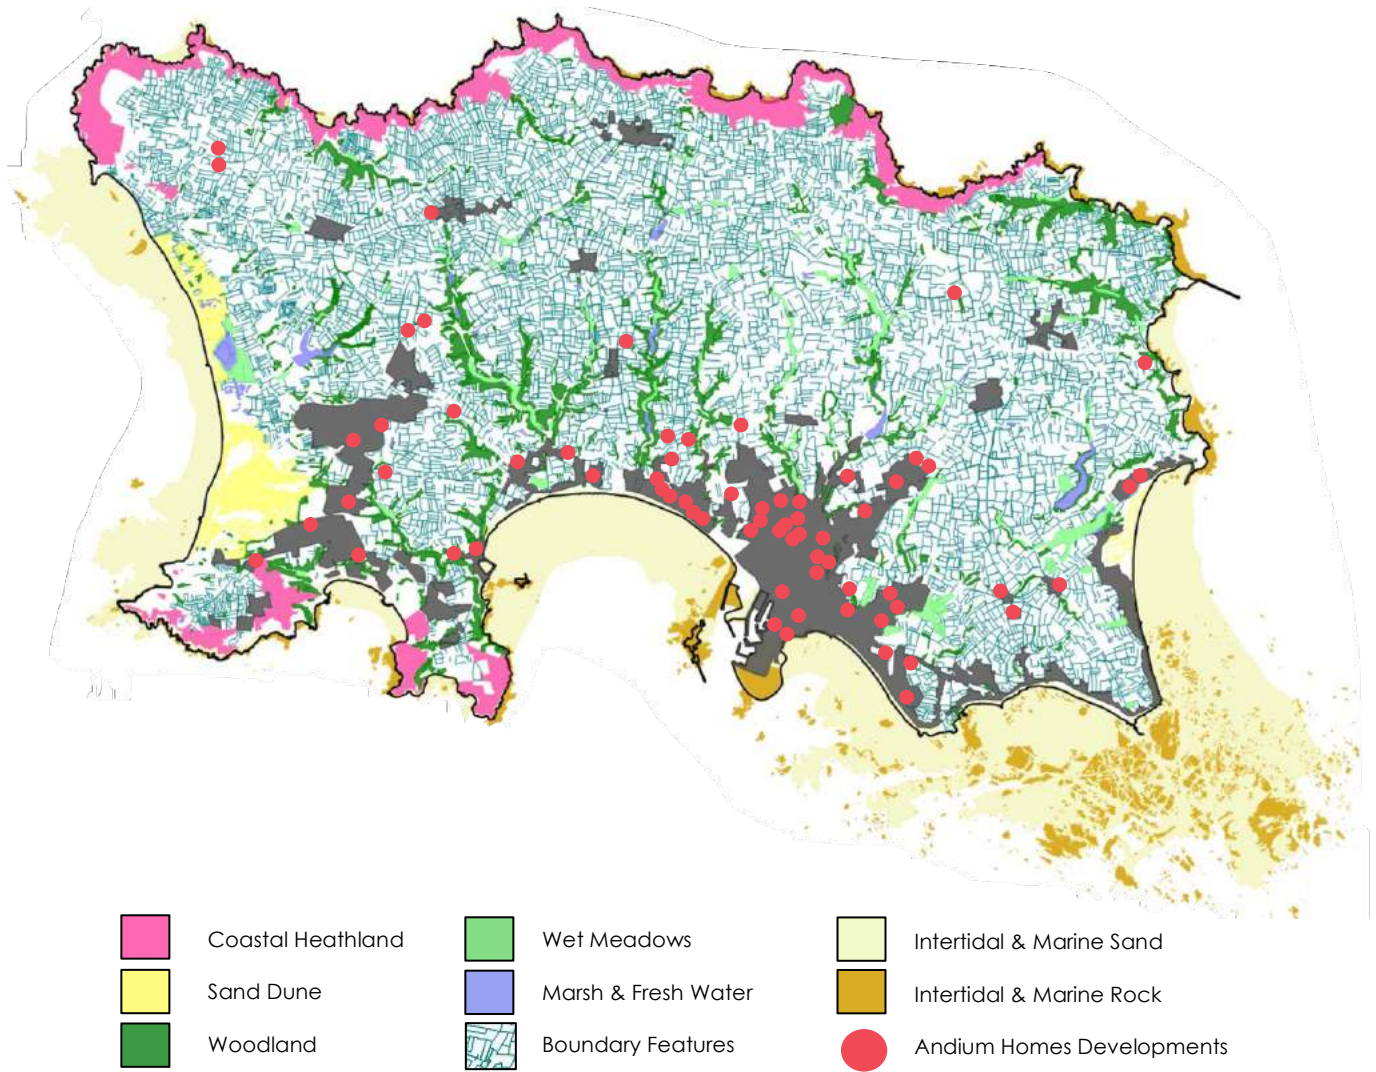 Coastal Heathland
Sand Dune
Woodland
Wet Meadows
Marsh & Fresh Water
Boundary Features
Intertidal & Marine Sand
Intertidal & Marine Rock
Andium Homes Developments